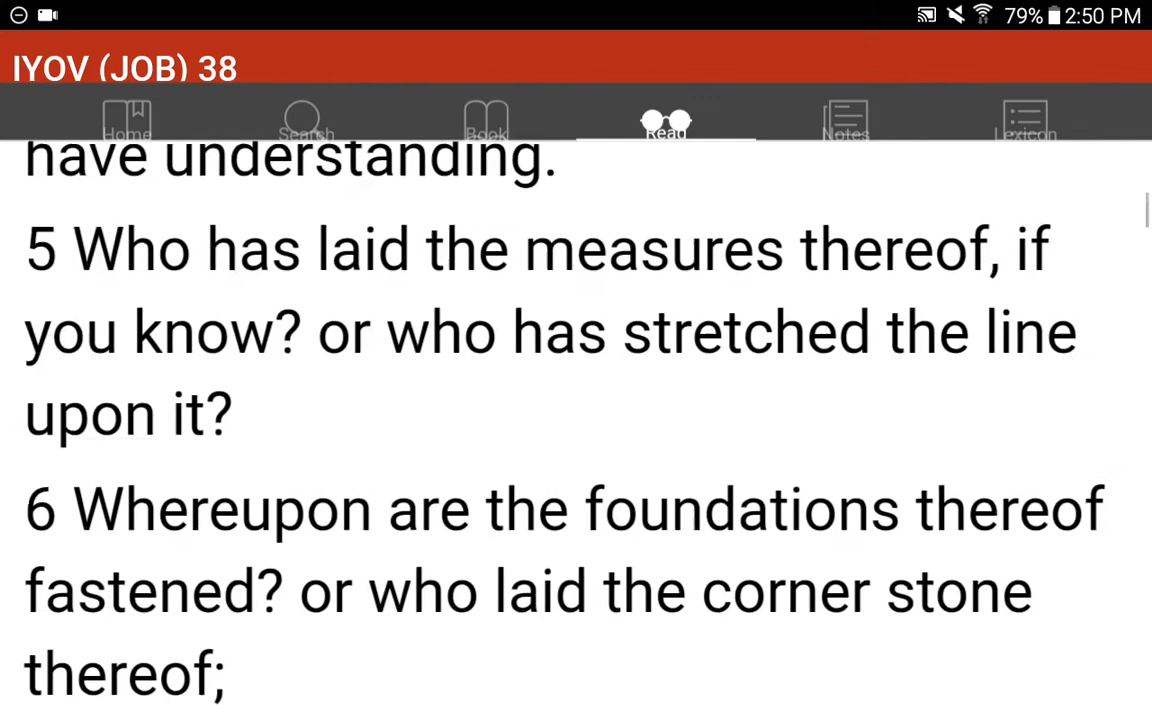 79% 2:50 PM
IYOV (JOB) 38
Home Search Book Read Notes Lexicon
have understanding.
5 Who has laid the measures thereof, if
you know? or who has stretched the line
upon it?
6 Whereupon are the foundations thereof
fastened? or who laid the corner stone
thereof;